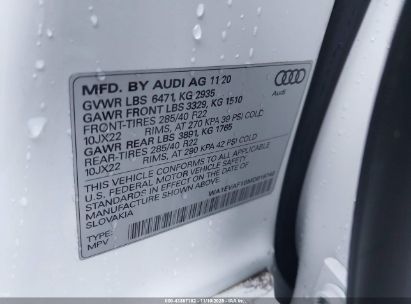 MFD. BY AUDI AG 11 20
GVWR LBS 6471, KG 2935
GAWR FRONT LBS 3329, KG 1510
FRONT-TIRES 285/40 R22
10JX22 RIMS, AT 270 KPA 39 PSI COLD
GAWR REAR LBS 3891, KG 1765
REAR-TIRES 285/40 R22
10JX22 RIMS, AT 290 KPA 42 PSI COLD
THIS VEHICLE CONFORMS TO ALL APPLICABLE
U.S. FEDERAL MOTOR VEHICLE SAFETY
STANDARDS IN EFFECT ON THE DATE OF
MANUFACTURE SHOWN ABOVE
SLOVAKIA
TYPE:
MPV
Audi